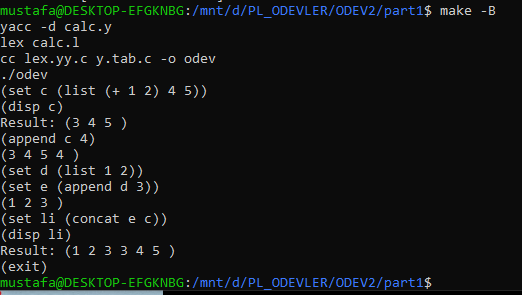 mustafa@DESKTOP-EFGKNBG:/mnt/d/PL_ODEVLER/ODEV2/part1$ make -B
yacc -d calc.y
lex calc.l
cc lex.yy.c y.tab.c -o odev
./odev
(set c (list (+ 1 2) 4 5))
(disp c)
Result: (3 4 5 )
(append c 4)
(3 4 5 4 )
(set d (list 1 2))
(set e (append d 3))
(1 2 3 )
(set li (concat e c))
(disp li)
Result: (1 2 3 3 4 5 )
(exit)
mustafa@DESKTOP-EFGKNBG:/mnt/d/PL_ODEVLER/ODEV2/part1$